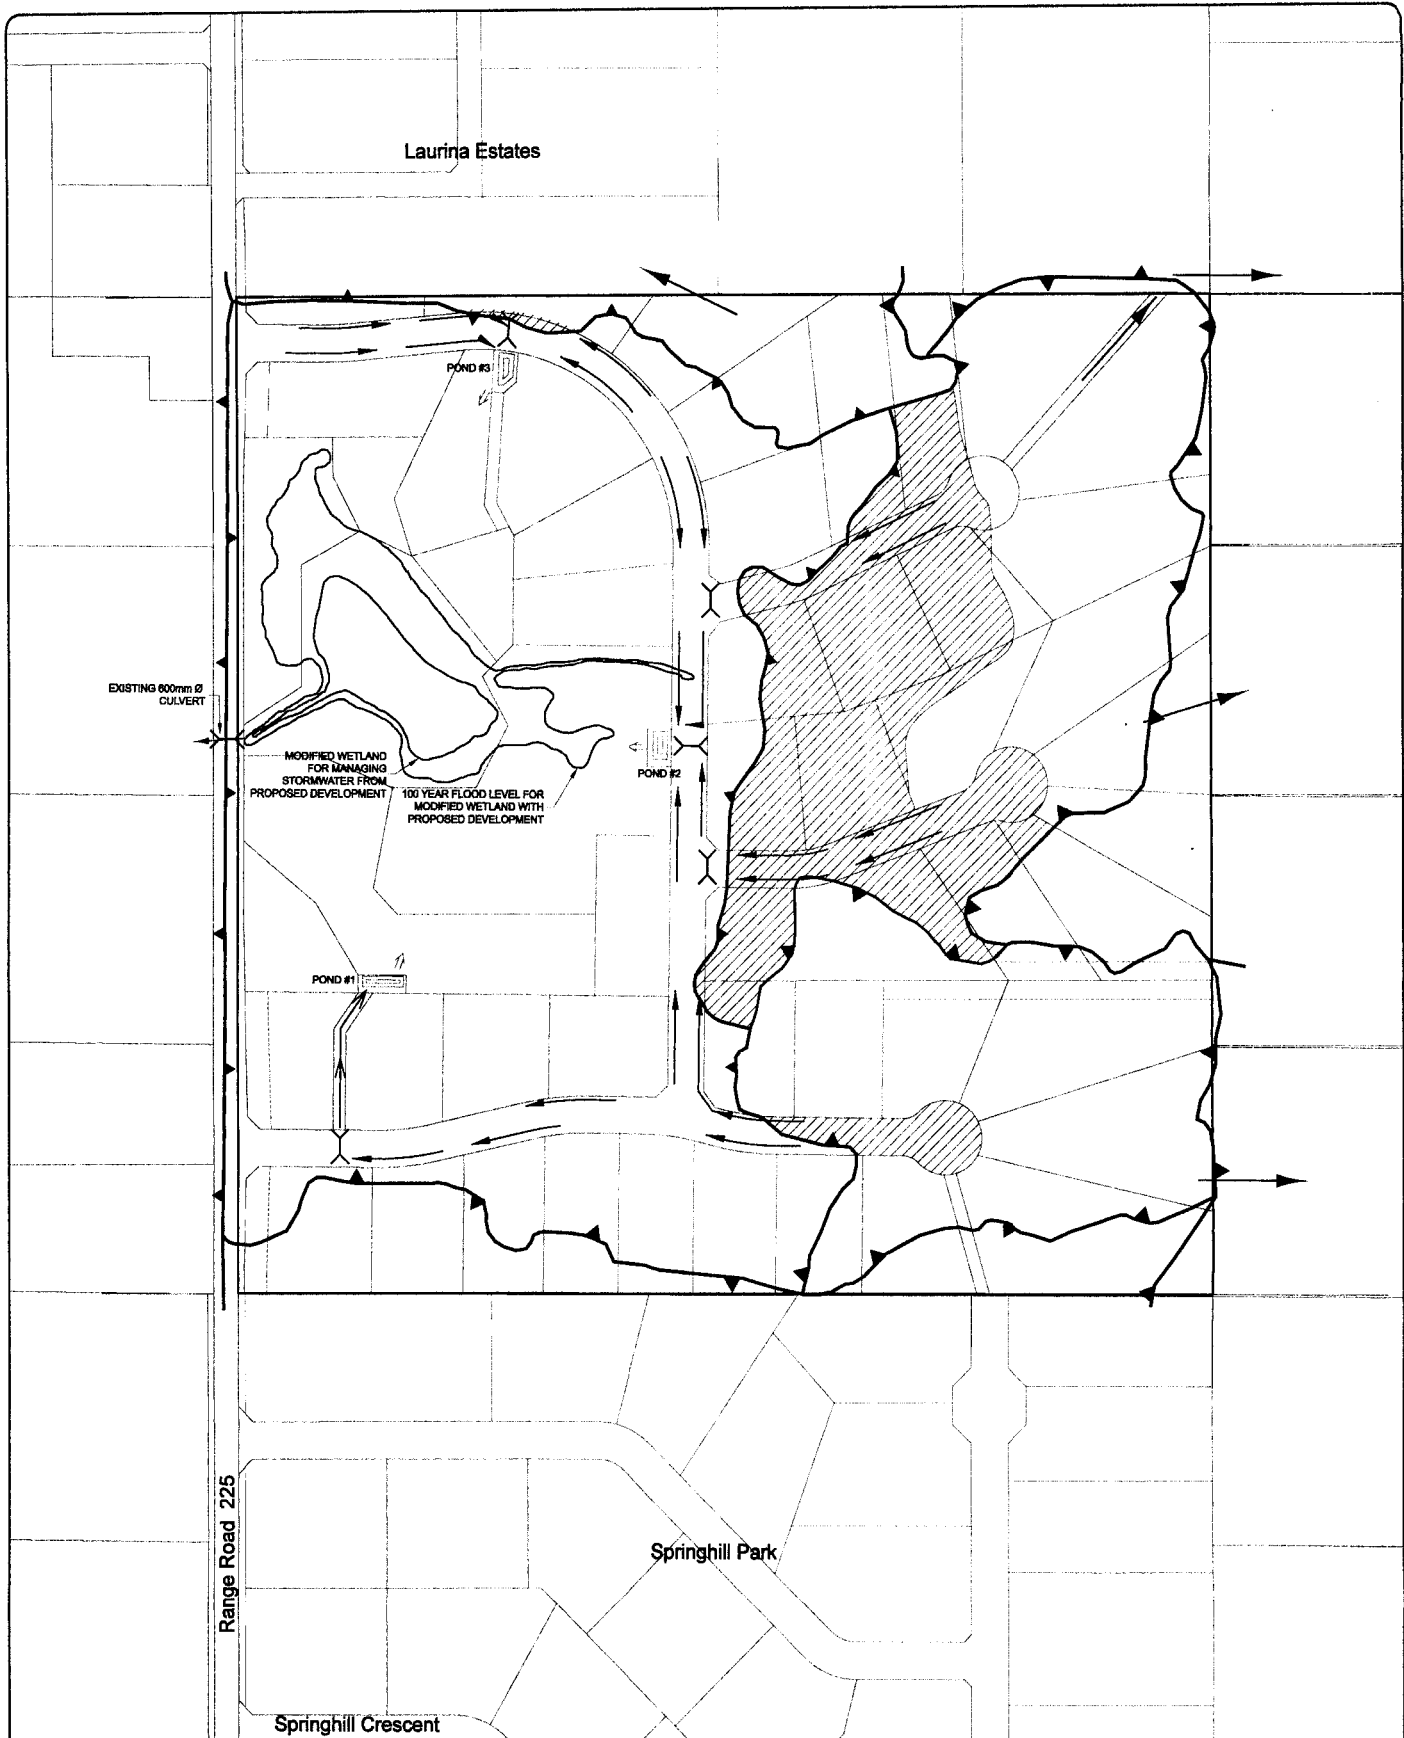 Laurina Estates
POND #3
EXISTING 600mm Ø
CULVERT
MODIFIED WETLAND
FOR MANAGING
STORMWATER FROM
PROPOSED DEVELOPMENT
100 YEAR FLOOD LEVEL FOR
MODIFIED WETLAND WITH
PROPOSED DEVELOPMENT
POND #2
POND #1
Range Road 225
Springhill Park
Springhill Crescent